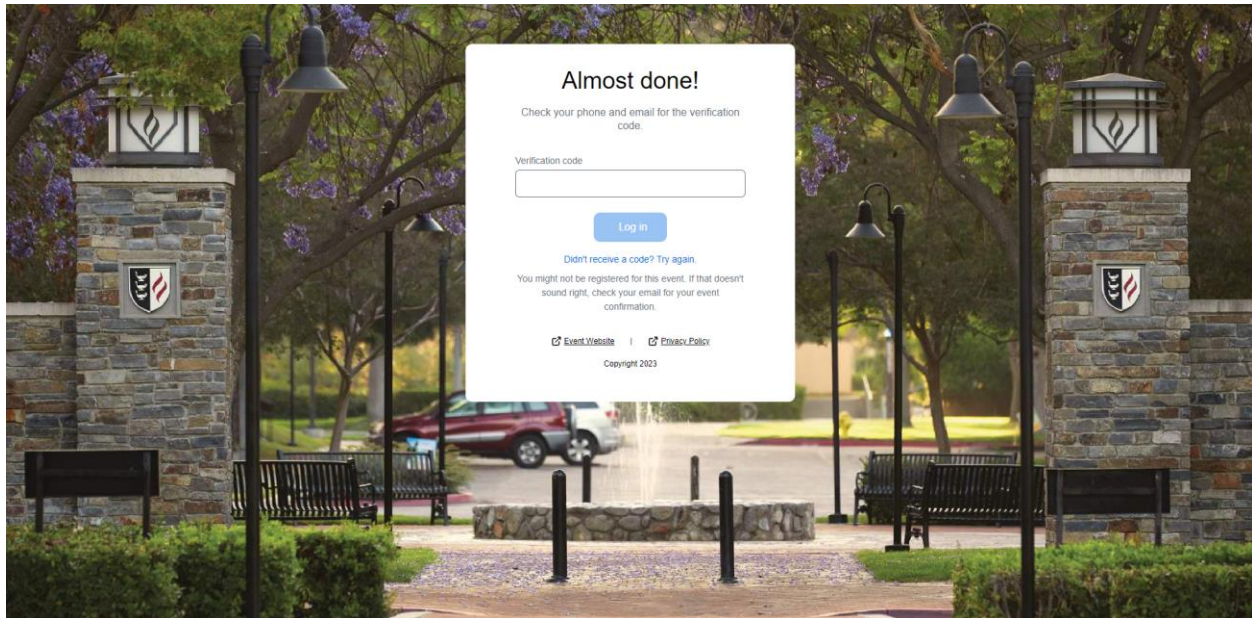 Almost done!
Check your phone and email for the verification
code.
Verification code
Log in
Didn't receive a code? Try again.
You might not be registered for this event. If that doesn't
sound right, check your email for your event
confirmation.
Event Website | Privacy Policy
Copyright 2023